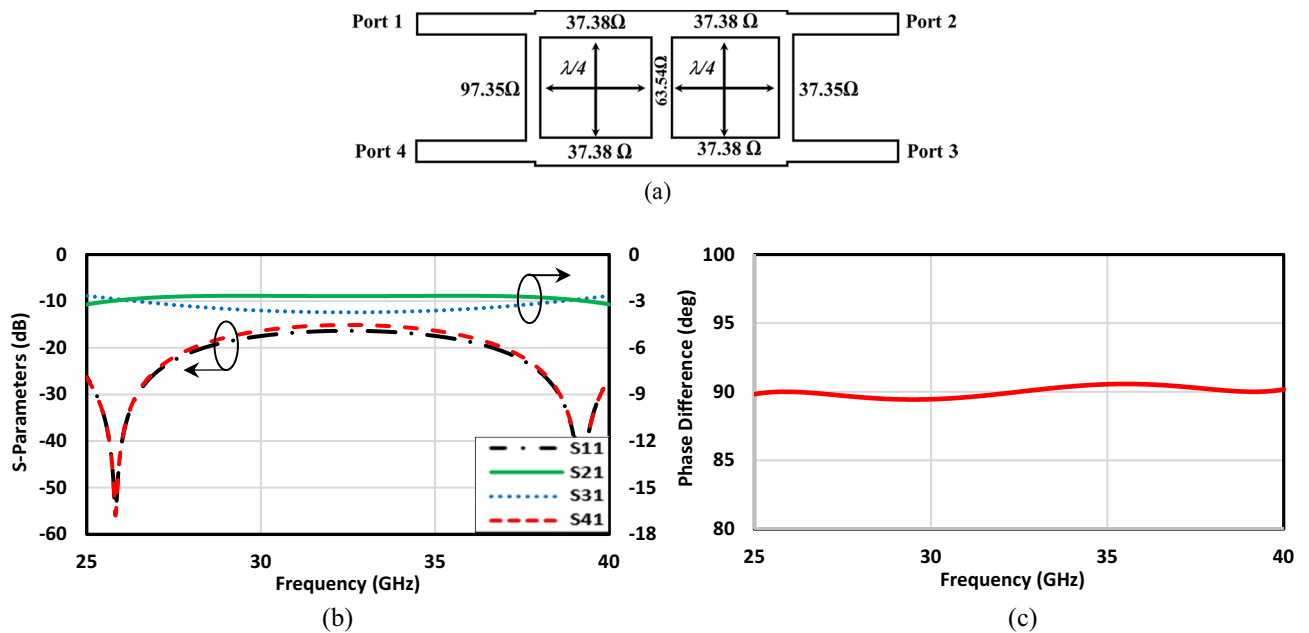 Port 1 37.38Ω 37.38 Ω Port 2
97.35Ω λ/4 63.54Ω λ/4 37.35Ω
Port 4 37.38 Ω 37.38 Ω Port 3
(a)
S-Parameters (dB)
0
-10
-20
-30
-40
-50
-60
0
-3
-6
-9
-12
-15
-18
S11
S21
S31
S41
25 30 35 40
Frequency (GHz)
(b)
Phase Difference (deg)
100
95
90
85
80
25 30 35 40
Frequency (GHz)
(c)